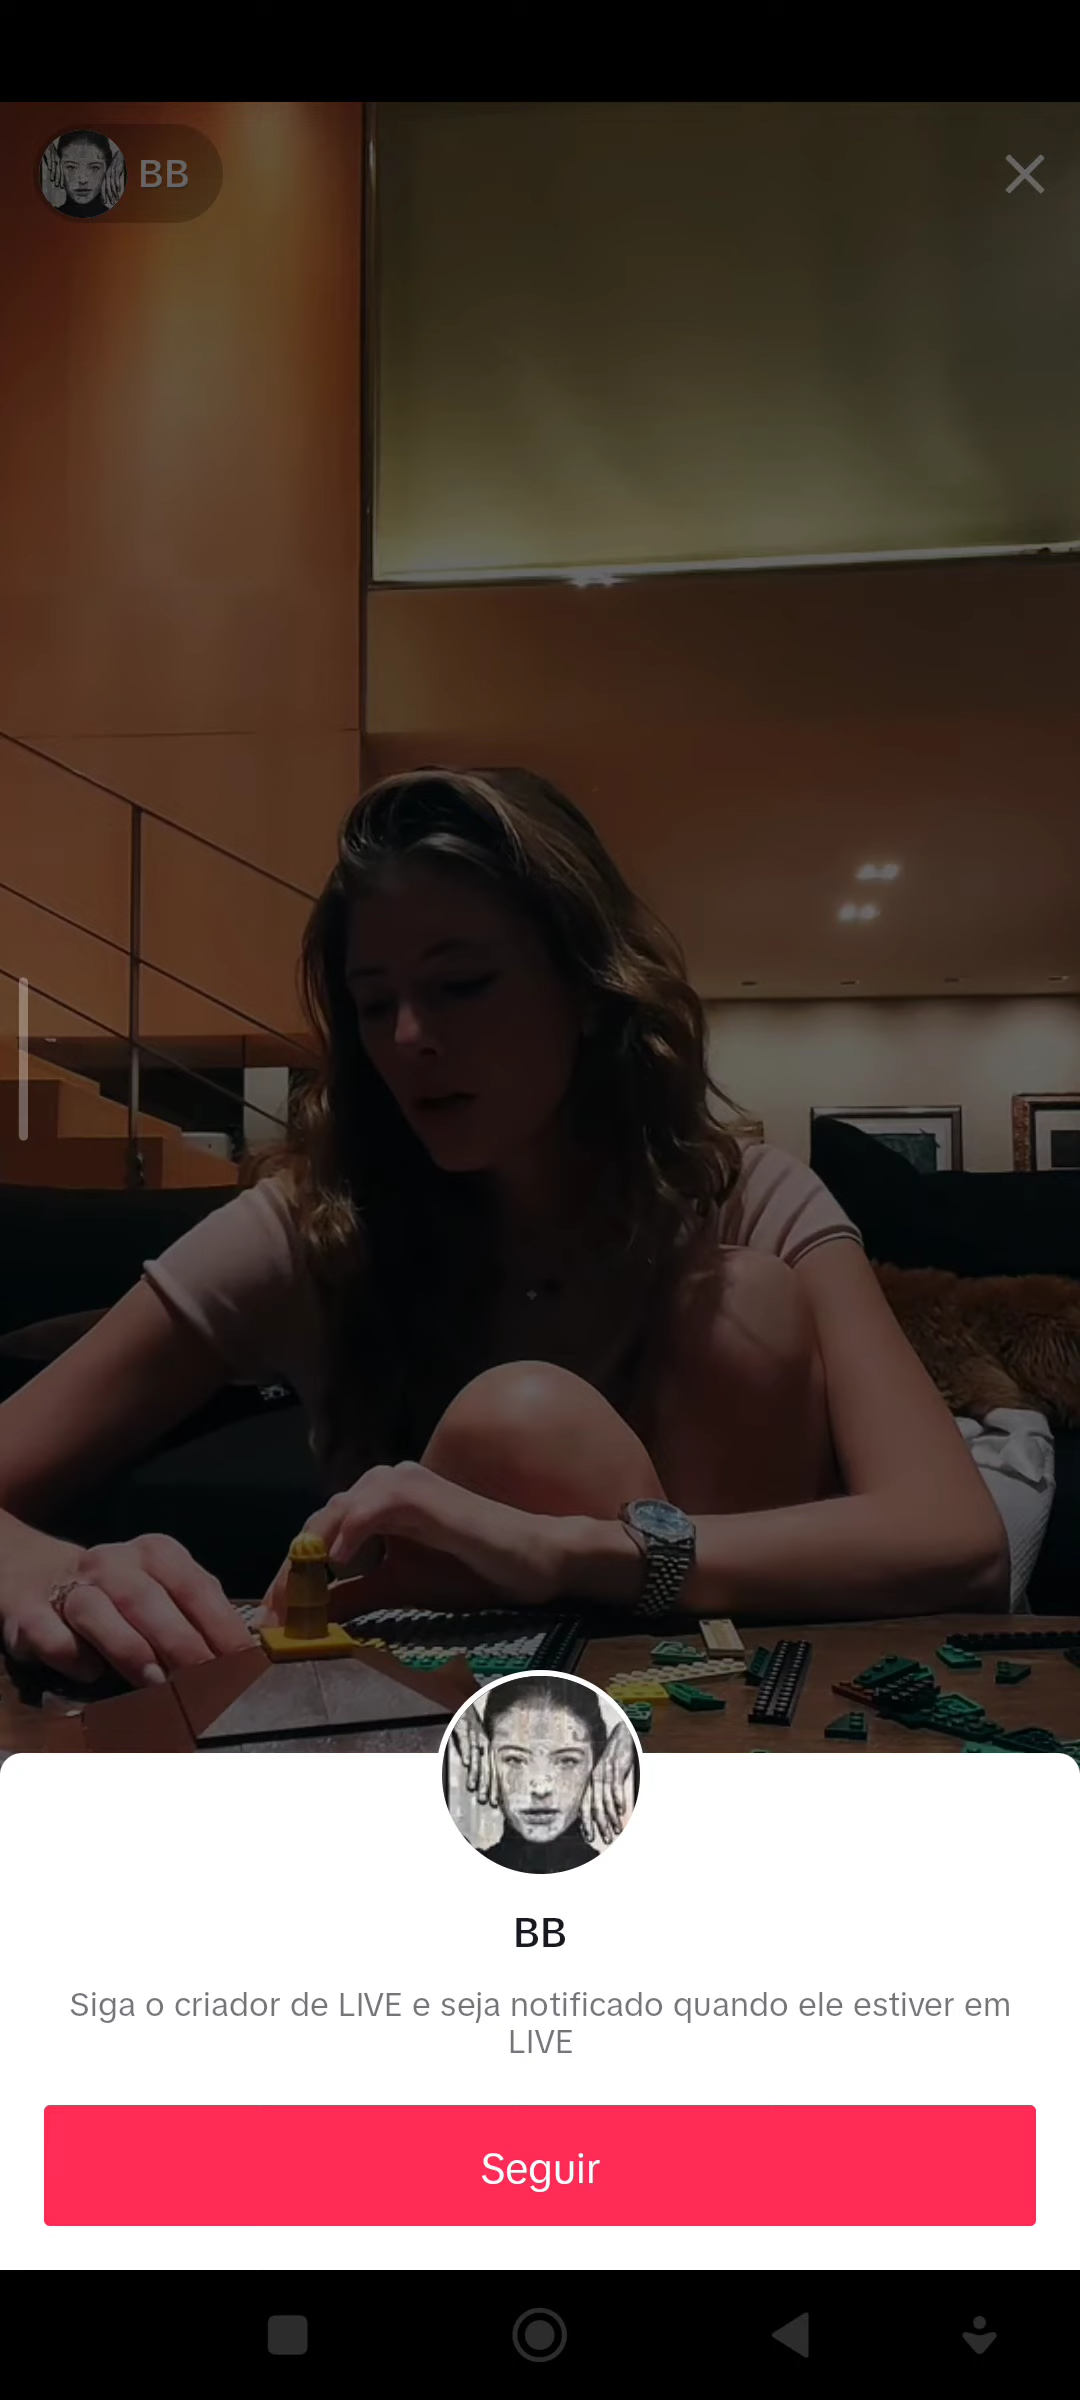 BB
BB
Siga o criador de LIVE e seja notificado quando ele estiver em
LIVE
Seguir